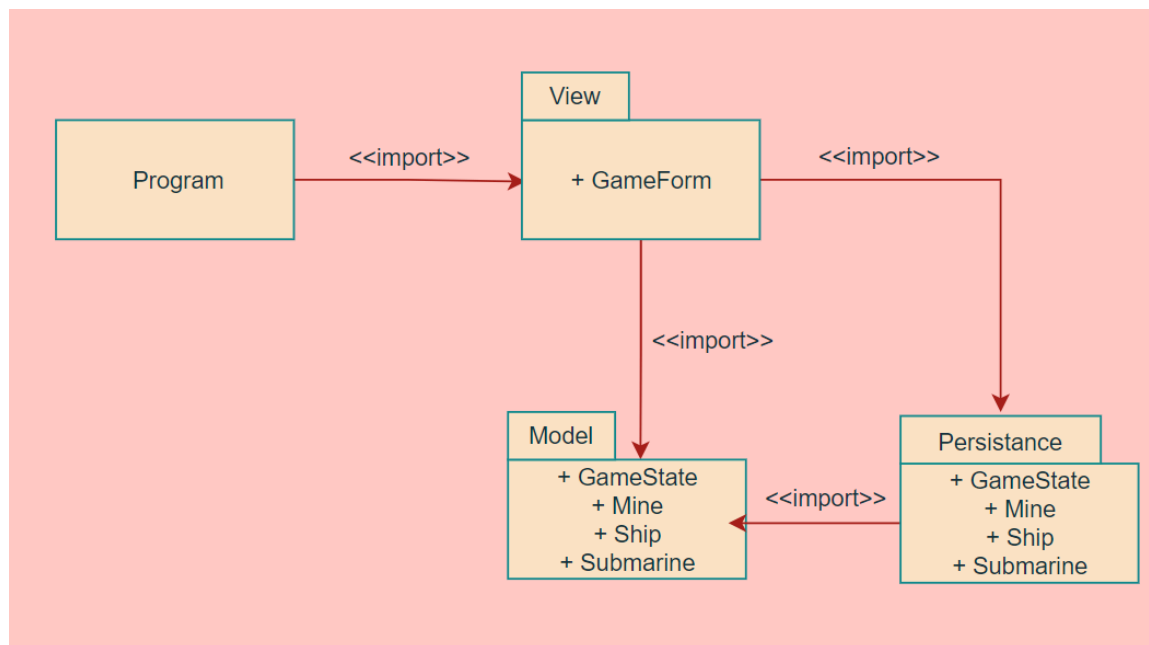 View
Program
<<import>>
+ GameForm
<<import>>
<<import>>
Model
+ GameState
+ Mine
+ Ship
+ Submarine
<<import>>
Persistance
+ GameState
+ Mine
+ Ship
+ Submarine